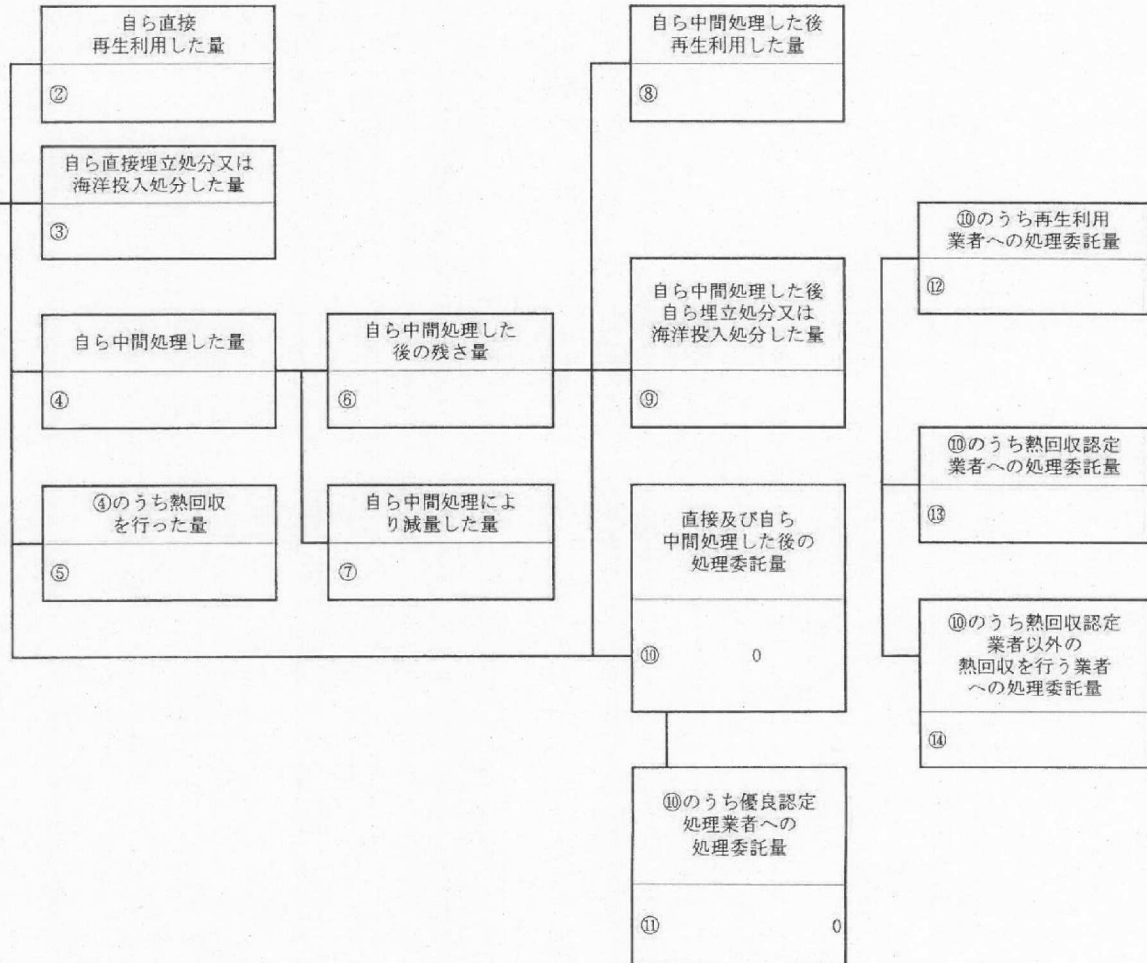 自ら直接
再生利用した量
②
自ら直接埋立処分又は
海洋投入処分した量
③
自ら中間処理した量
④
④のうち熱回収
を行った量
⑤
自ら中間処理した
後の残さ量
⑥
自ら中間処理によ
り減量した量
⑦
自ら中間処理した後
再生利用した量
⑧
自ら中間処理した後
自ら埋立処分又は
海洋投入処分した量
⑨
直接及び自ら
中間処理した後の
処理委託量
⑩ 0
⑩のうち優良認定
処理業者への
処理委託量
⑪ 0
⑩のうち再生利用
業者への処理委託量
⑫
⑩のうち熱回収認定
業者への処理委託量
⑬
⑩のうち熱回収認定
業者以外の
熱回収を行う業者
への処理委託量
⑭